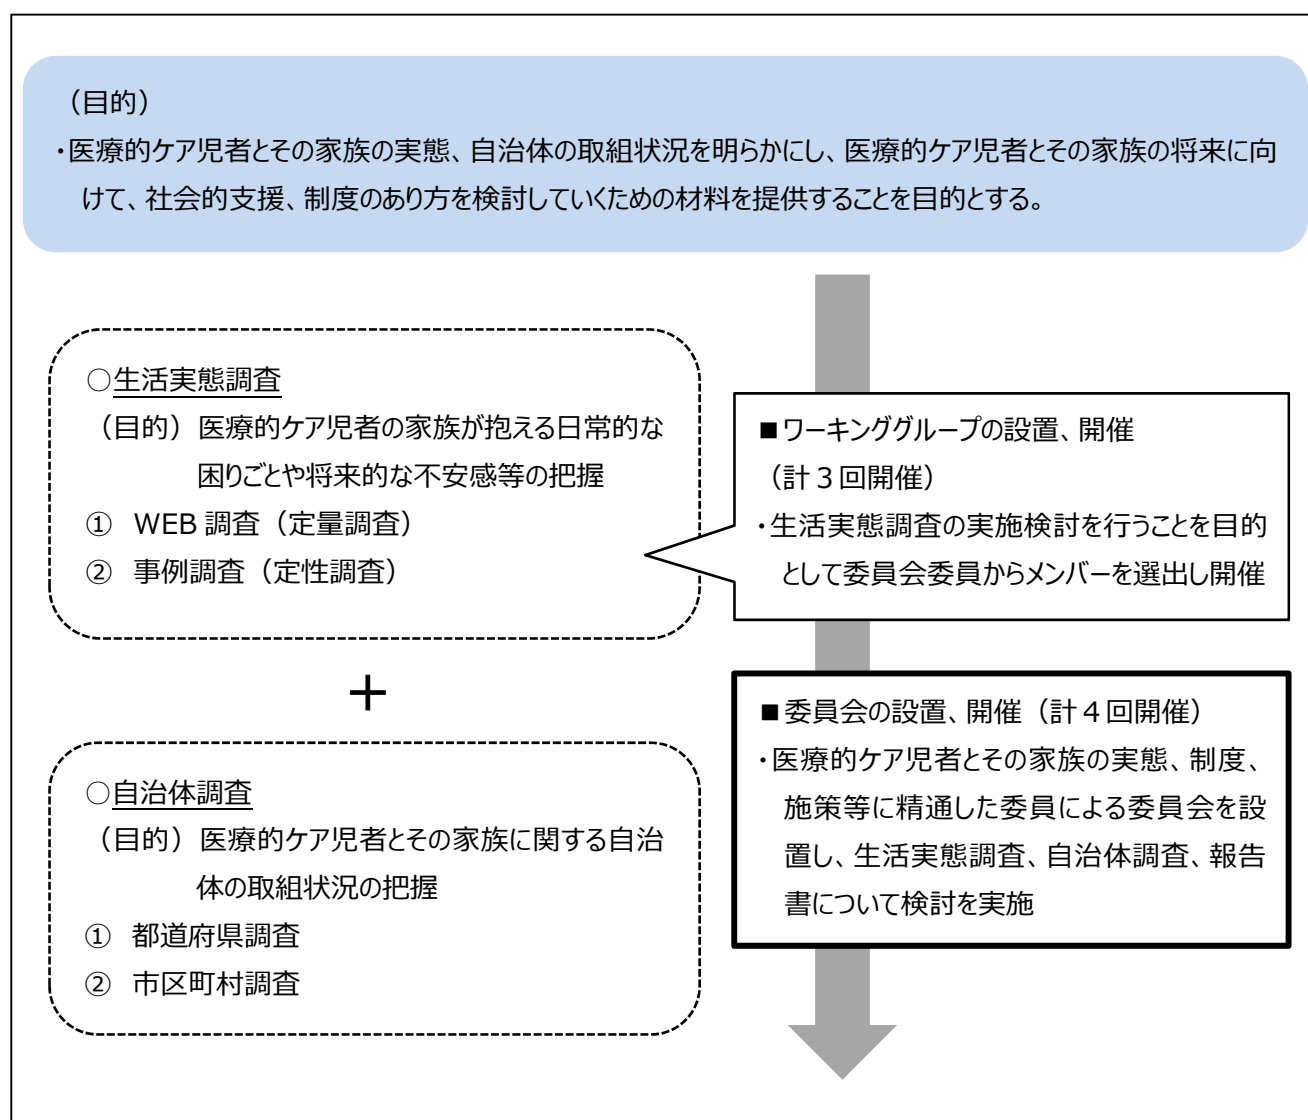 （目的）
・医療的ケア児者とその家族の実態、自治体の取組状況を明らかにし、医療的ケア児者とその家族の将来に向
けて、社会的支援、制度のあり方を検討していくための材料を提供することを目的とする。
○生活実態調査
（目的）医療的ケア児者の家族が抱える日常的な
困りごとや将来的な不安感等の把握
① WEB 調査（定量調査）
② 事例調査（定性調査）
■ワーキンググループの設置、開催
（計３回開催）
・生活実態調査の実施検討を行うことを目的
として委員会委員からメンバーを選出し開催
＋
○自治体調査
（目的）医療的ケア児者とその家族に関する自治
体の取組状況の把握
① 都道府県調査
② 市区町村調査
■委員会の設置、開催（計４回開催）
・医療的ケア児者とその家族の実態、制度、
施策等に精通した委員による委員会を設
置し、生活実態調査、自治体調査、報告
書について検討を実施